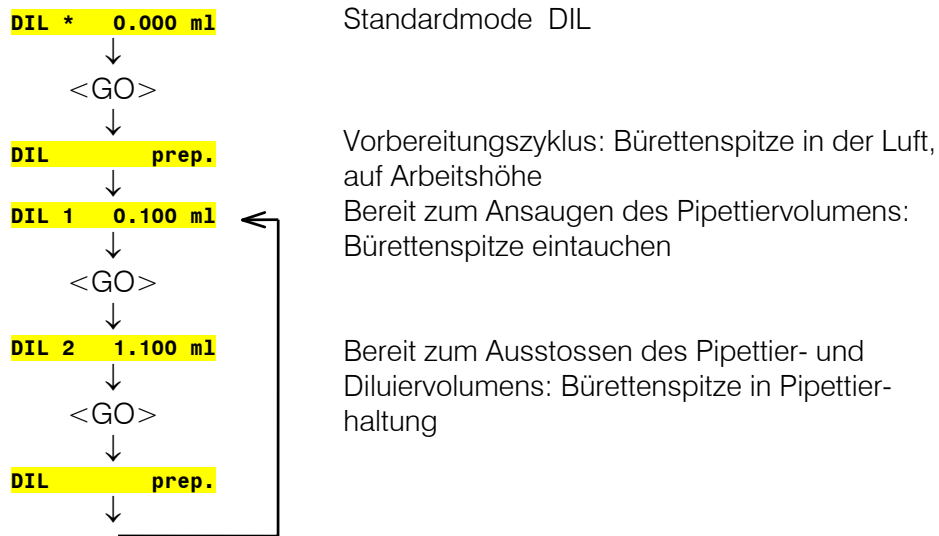 DIL *   0.000 ml
Standardmode  DIL
<GO>
DIL       prep.
Vorbereitungszyklus: Bürettenspitze in der Luft,
auf Arbeitshöhe
DIL 1   0.100 ml
Bereit zum Ansaugen des Pipettiervolumens:
Bürettenspitze eintauchen
<GO>
DIL 2   1.100 ml
Bereit zum Ausstossen des Pipettier- und
Diluiervolumens: Bürettenspitze in Pipettier-
haltung
<GO>
DIL       prep.